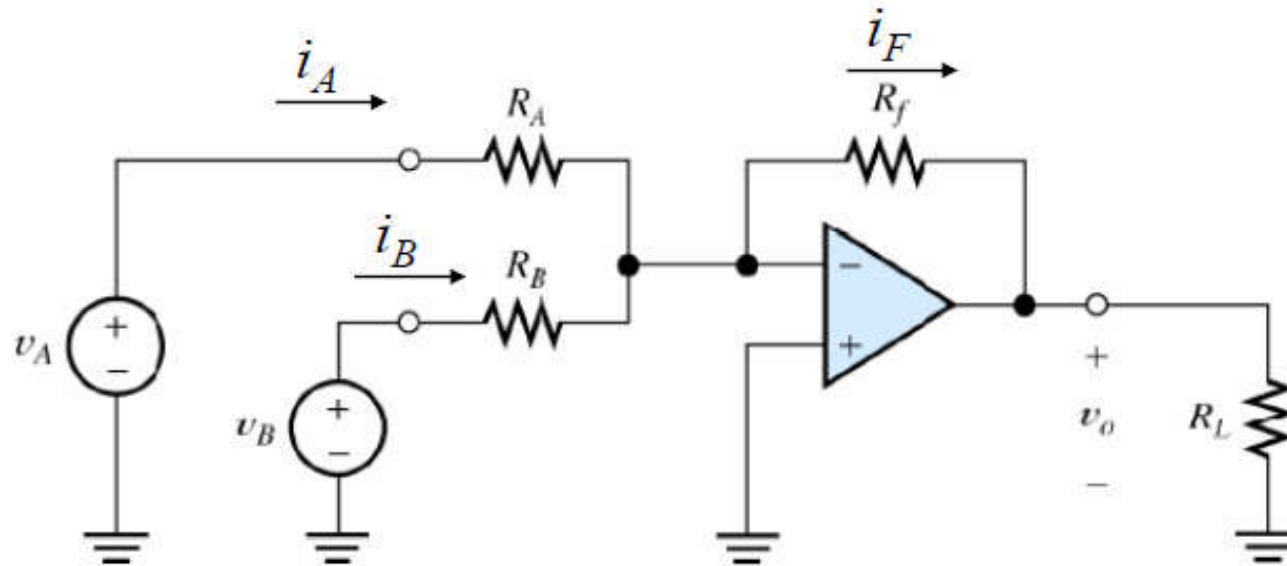 i_A
i_F
R_A
R_f
i_B
R_B
−
+
v_A
+
−
v_B
+
−
+
v_o
−
R_L